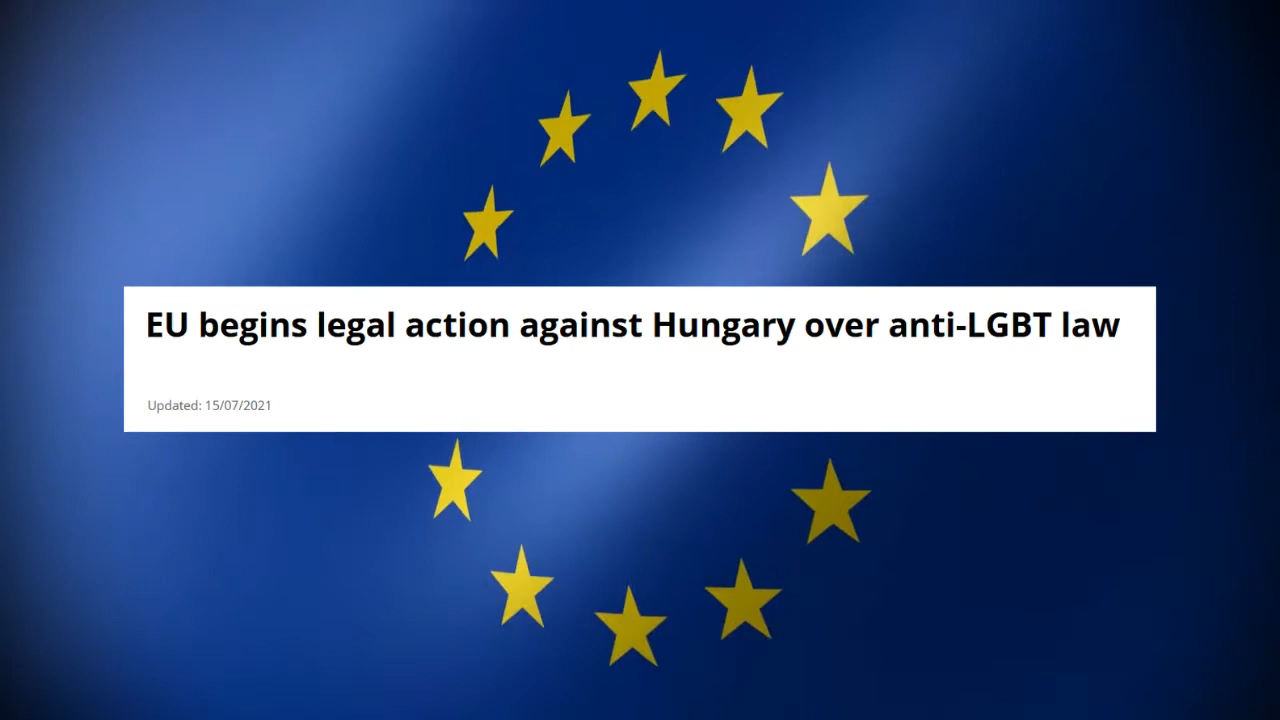 EU begins legal action against Hungary over anti-LGBT law
Updated: 15/07/2021